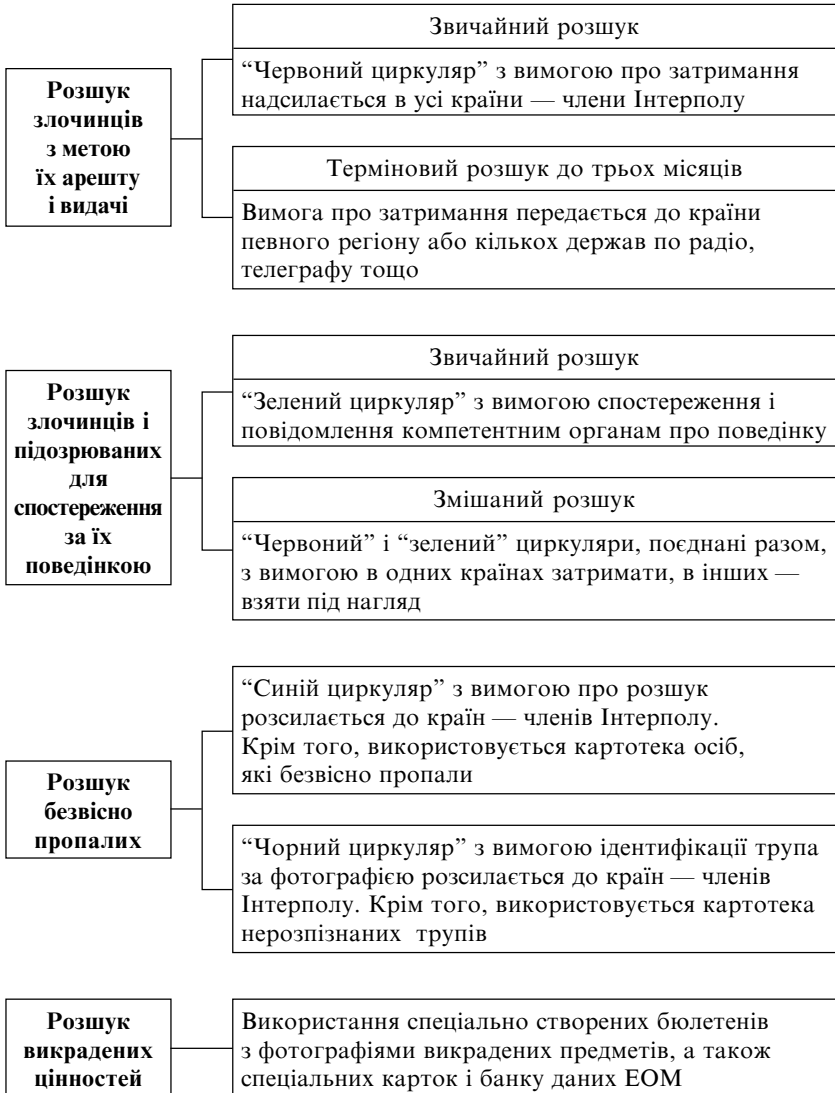 Розшук
злочинців
з метою
їх арешту
і видачі
Звичайний розшук
“Червоний циркуляр” з вимогою про затримання
надсилається в усі країни — члени Інтерполу
Терміновий розшук до трьох місяців
Вимога про затримання передається до країни
певного регіону або кількох держав по радіо,
телеграфу тощо
Розшук
злочинців і
підозрюваних
для
спостереження
за їх
поведінкою
Звичайний розшук
“Зелений циркуляр” з вимогою спостереження і
повідомлення компетентним органам про поведінку
Змішаний розшук
“Червоний” і “зелений” циркуляри, поєднані разом,
з вимогою в одних країнах затримати, в інших —
взяти під нагляд
Розшук
безвісно
пропалих
“Синій циркуляр” з вимогою про розшук
розсилається до країн — членів Інтерполу.
Крім того, використовується картотека осіб,
які безвісно пропали
“Чорний циркуляр” з вимогою ідентифікації трупа
за фотографією розсилається до країн — членів
Інтерполу. Крім того, використовується картотека
нерозпізнаних трупів
Розшук
викрадених
цінностей
Використання спеціально створених бюлетенів
з фотографіями викрадених предметів, а також
спеціальних карток і банку даних ЕОМ